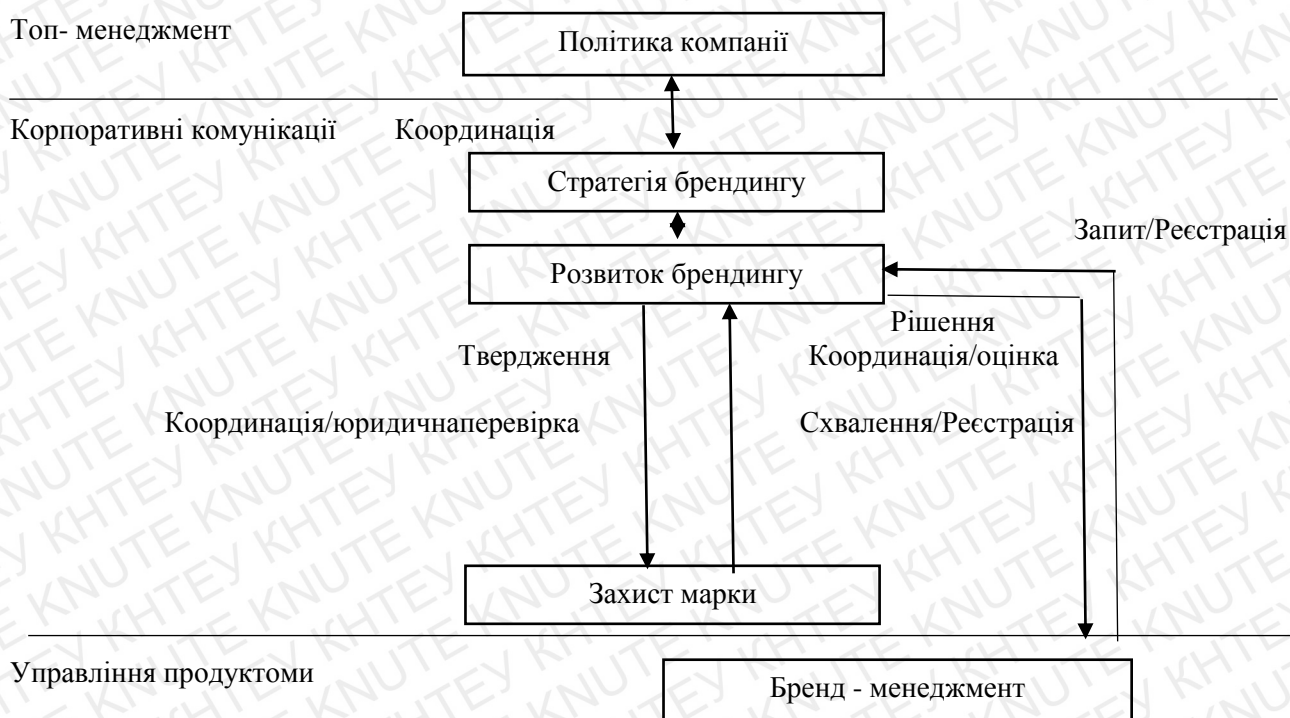 Топ- менеджмент
Політика компанії
Корпоративні комунікації
Координація
Стратегія брендингу
Запит/Реєстрація
Розвиток брендингу
Рішення
Твердження
Координація/оцінка
Координація/юридичнаперевірка
Схвалення/Реєстрація
Захист марки
Управління продуктоми
Бренд - менеджмент